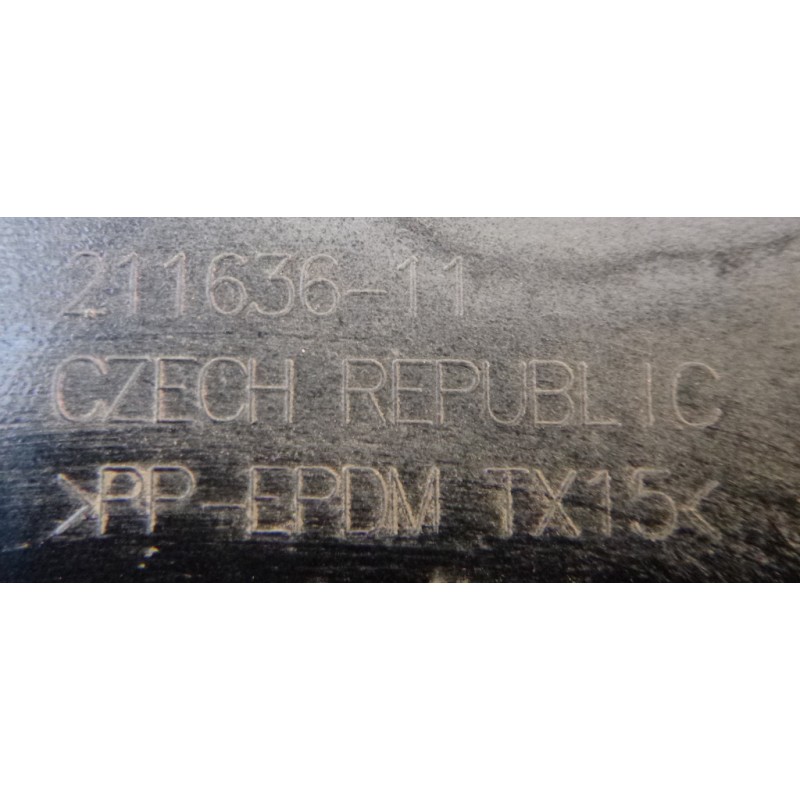 211636-11
CZECH REPUBLIC
>PP-EPDM TX15<